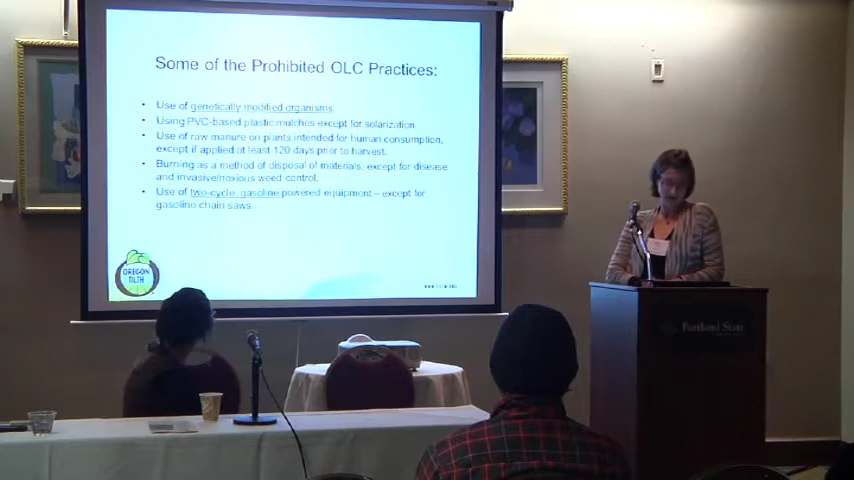 Some of the Prohibited OLC Practices:
• Use of genetically modified organisms.
• Using PVC-based plastic mulches except for solarization
• Use of raw manure on plants intended for human consumption,
except if applied at least 120 days prior to harvest.
• Burning as a method of disposal of materials, except for disease
and invasive/noxious weed control.
• Use of two-cycle gasoline powered equipment – except for
gasoline chain saws.
OREGON
TILTH
WWW.TILTH.ORG
Portland State